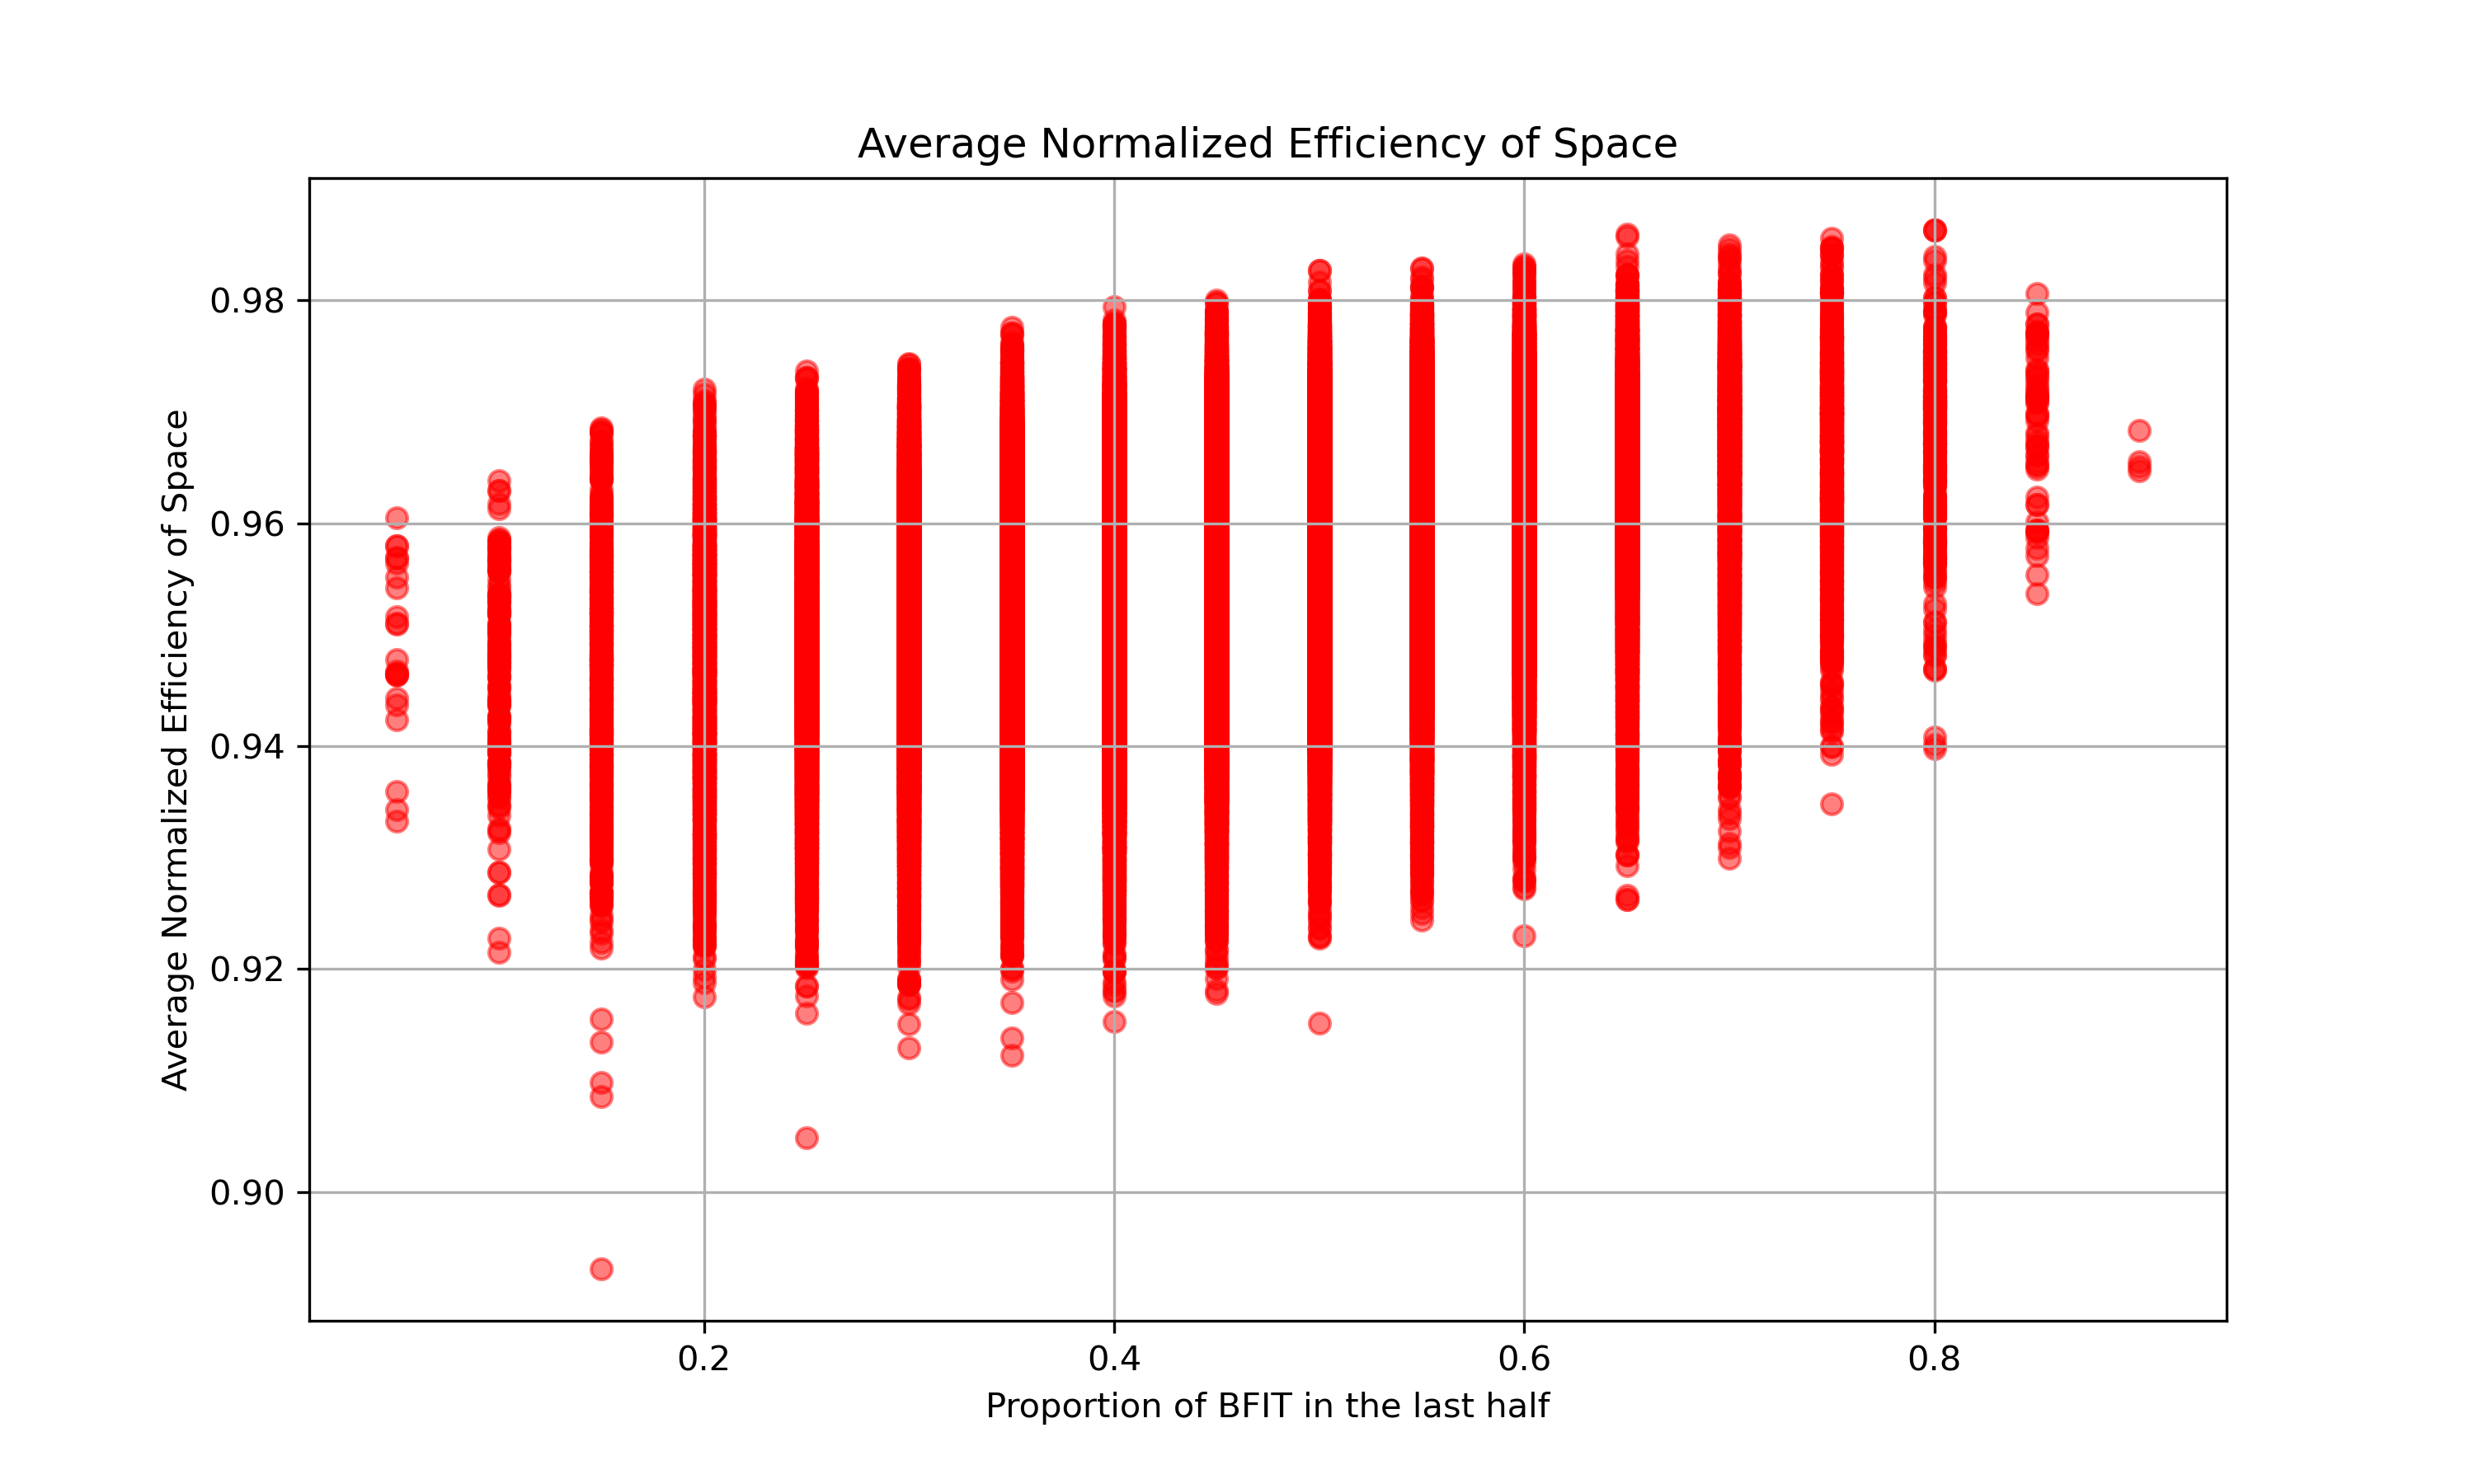 Average Normalized Efficiency of Space
Average Normalized Efficiency of Space
0.98
0.96
0.94
0.92
0.90
0.2 0.4 0.6 0.8
Proportion of BFIT in the last half